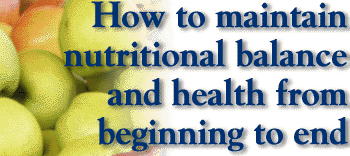 How to maintain
nutritional balance
and health from
beginning to end